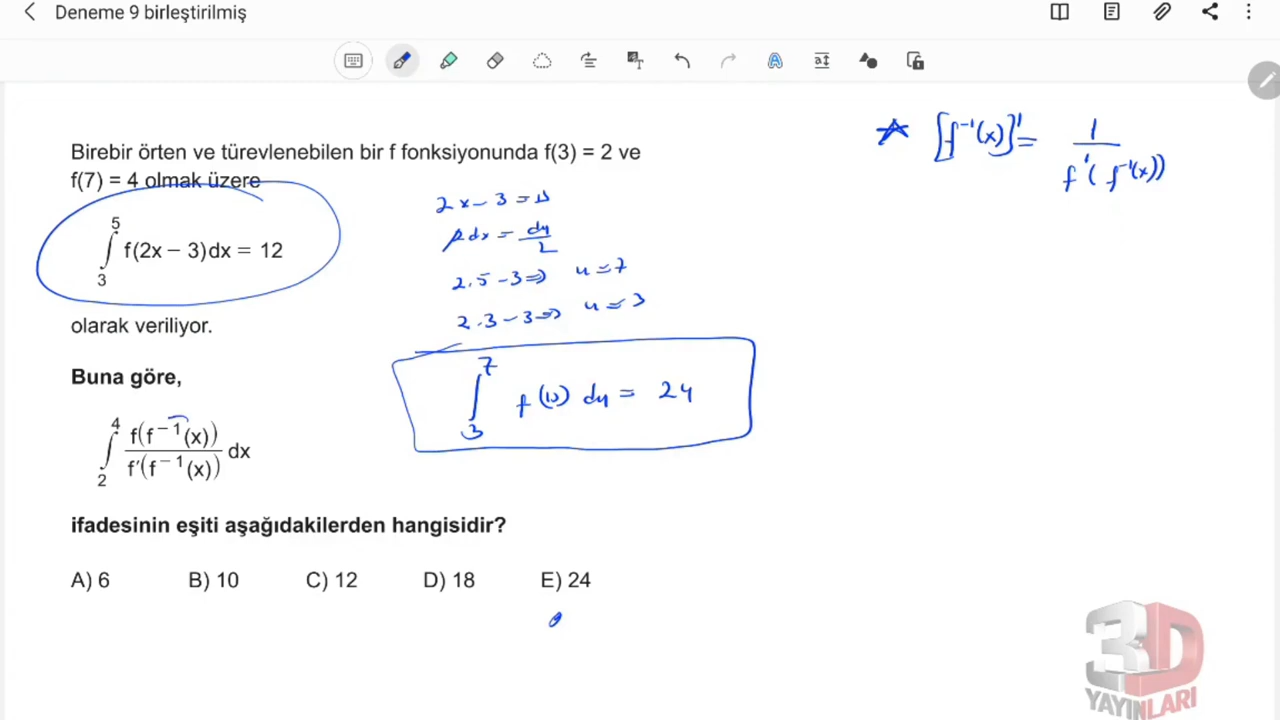 Deneme 9 birleştirilmiş
Birebir örten ve türevlenebilen bir f fonksiyonunda f(3) = 2 ve
f(7) = 4 olmak üzere
∫₃⁵ f(2x − 3)dx = 12
olarak veriliyor.
Buna göre,
∫₂⁴ f(f⁻¹(x)) / f′(f⁻¹(x)) dx
ifadesinin eşiti aşağıdakilerden hangisidir?
A) 6 B) 10 C) 12 D) 18 E) 24
2x − 3 = u
2dx = du/2
2.5 − 3 ⇒ u = 7
2.3 − 3 ⇒ u = 3
∫₃⁷ f(u) du = 24
[f⁻¹(x)]′ = 1 / f′(f⁻¹(x))
3D
YAYINLARI